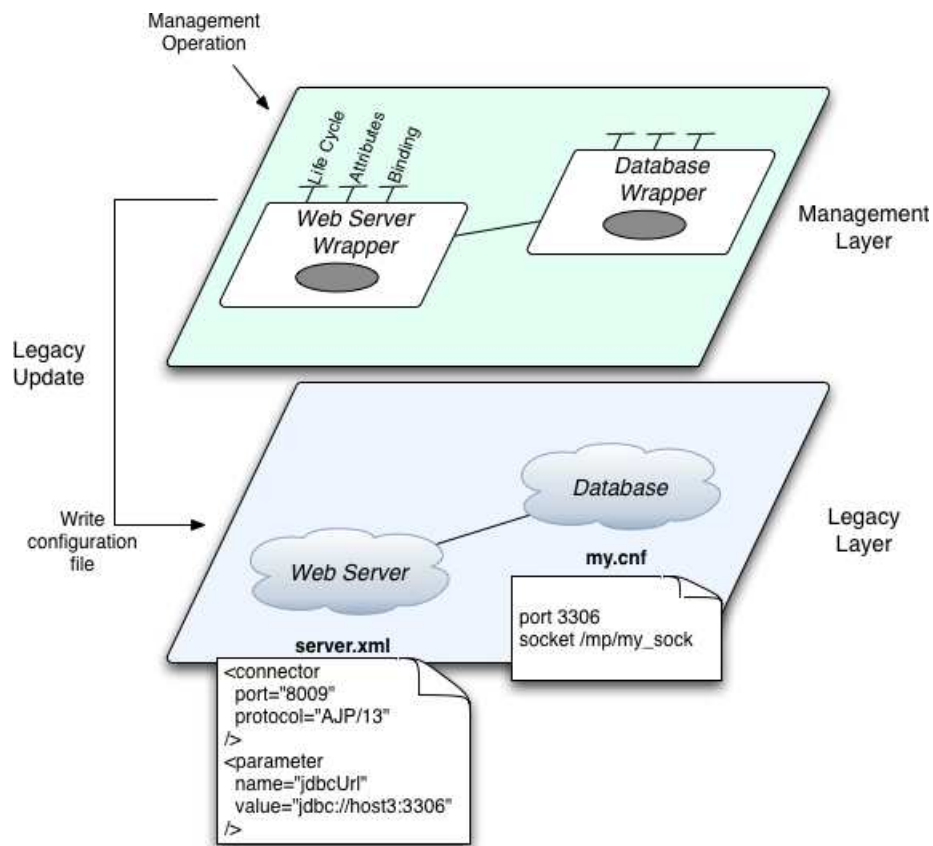 Management
Operation
Life Cycle
Attributes
Binding
Web Server
Wrapper
Database
Wrapper
Management
Layer
Legacy
Update
Write
configuration
file
Database
Web Server
Legacy
Layer
my.cnf
port 3306
socket /mp/my_sock
server.xml
<connector
port="8009"
protocol="AJP/13"
/>
<parameter
name="jdbcUrl"
value="jdbc://host3:3306"
/>